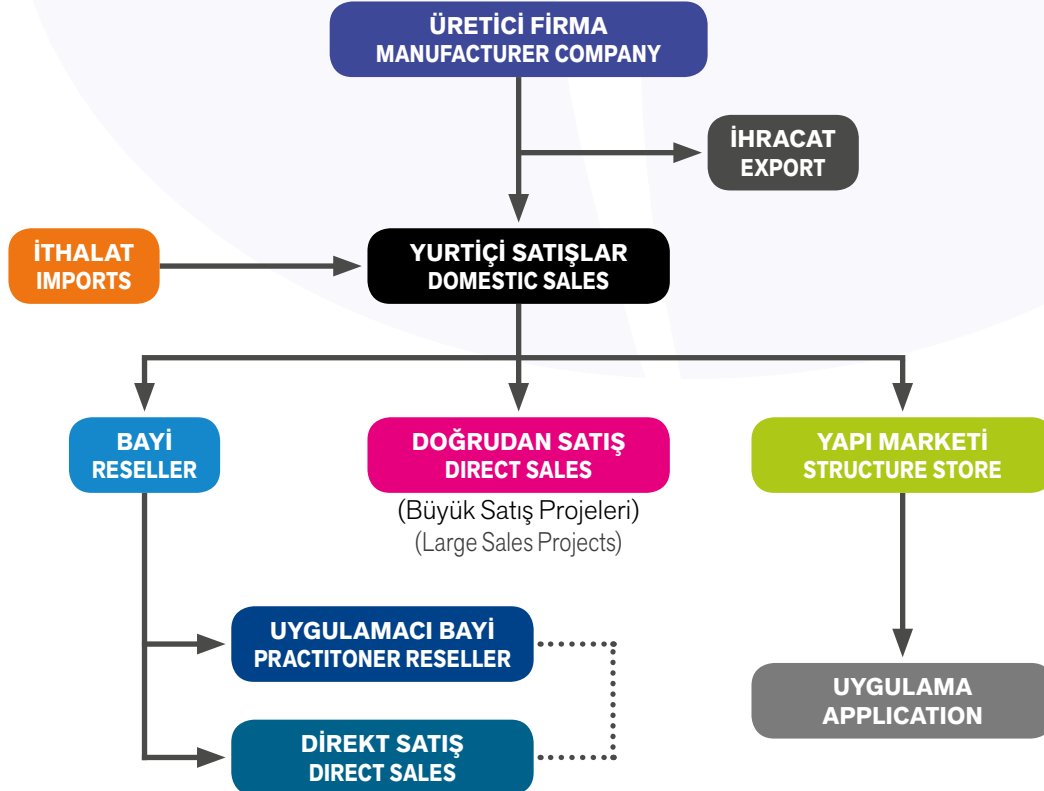 ÜRETİCİ FİRMA
MANUFACTURER COMPANY
İHRACAT
EXPORT
İTHALAT
IMPORTS
YURTİÇİ SATIŞLAR
DOMESTIC SALES
BAYİ
RESELLER
DOĞRUDAN SATIŞ
DIRECT SALES
(Büyük Satış Projeleri)
(Large Sales Projects)
YAPI MARKETİ
STRUCTURE STORE
UYGULAMACI BAYİ
PRACTITONER RESELLER
DİREKT SATIŞ
DIRECT SALES
UYGULAMA
APPLICATION